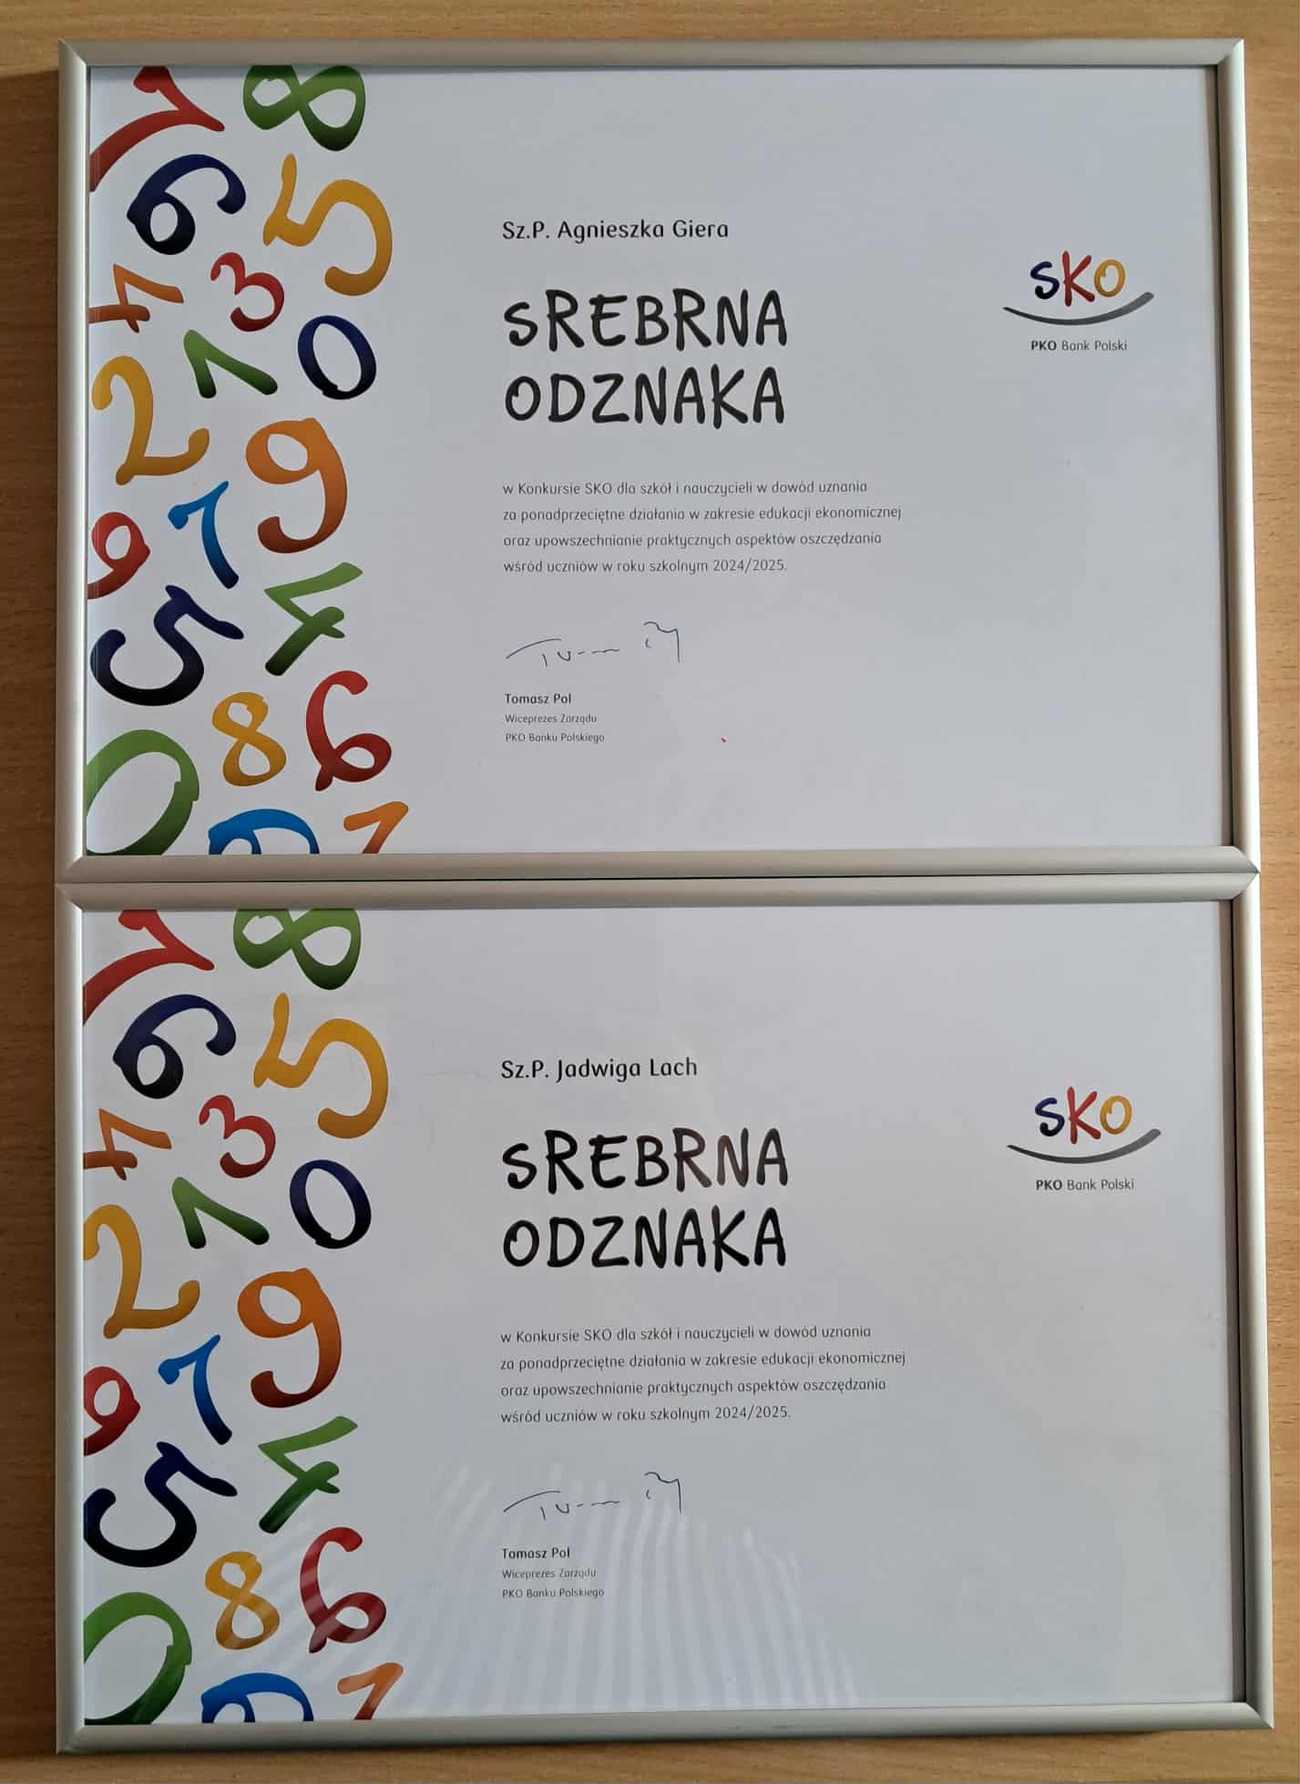 Sz.P. Agnieszka Giera
SREBRNA
ODZNAKA
w Konkursie SKO dla szkół i nauczycieli w dowód uznania
za ponadprzeciętne działania w zakresie edukacji ekonomicznej
oraz upowszechnianie praktycznych aspektów oszczędzania
wśród uczniów w roku szkolnym 2024/2025.
Tomasz Pol
Wiceprezes Zarządu
PKO Banku Polskiego
SKO
PKO Bank Polski
Sz.P. Jadwiga Lach
SREBRNA
ODZNAKA
w Konkursie SKO dla szkół i nauczycieli w dowód uznania
za ponadprzeciętne działania w zakresie edukacji ekonomicznej
oraz upowszechnianie praktycznych aspektów oszczędzania
wśród uczniów w roku szkolnym 2024/2025.
Tomasz Pol
Wiceprezes Zarządu
PKO Banku Polskiego
SKO
PKO Bank Polski